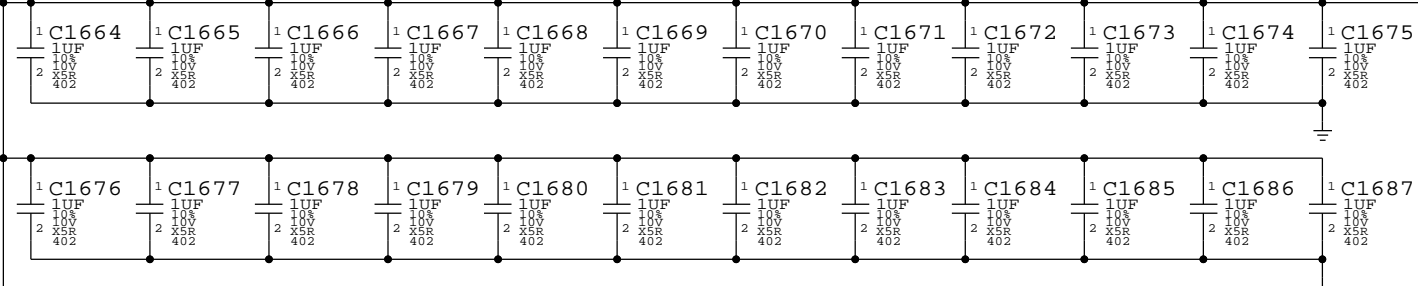 1 C1664 1 C1665 1 C1666 1 C1667 1 C1668 1 C1669 1 C1670 1 C1671 1 C1672 1 C1673 1 C1674 1 C1675
1UF 1UF 1UF 1UF 1UF 1UF 1UF 1UF 1UF 1UF 1UF 1UF
10% 10% 10% 10% 10% 10% 10% 10% 10% 10% 10% 10%
10V 10V 10V 10V 10V 10V 10V 10V 10V 10V 10V 10V
2 X5R 2 X5R 2 X5R 2 X5R 2 X5R 2 X5R 2 X5R 2 X5R 2 X5R 2 X5R 2 X5R 2 X5R
402 402 402 402 402 402 402 402 402 402 402 402
1 C1676 1 C1677 1 C1678 1 C1679 1 C1680 1 C1681 1 C1682 1 C1683 1 C1684 1 C1685 1 C1686 1 C1687
1UF 1UF 1UF 1UF 1UF 1UF 1UF 1UF 1UF 1UF 1UF 1UF
10% 10% 10% 10% 10% 10% 10% 10% 10% 10% 10% 10%
10V 10V 10V 10V 10V 10V 10V 10V 10V 10V 10V 10V
2 X5R 2 X5R 2 X5R 2 X5R 2 X5R 2 X5R 2 X5R 2 X5R 2 X5R 2 X5R 2 X5R 2 X5R
402 402 402 402 402 402 402 402 402 402 402 402